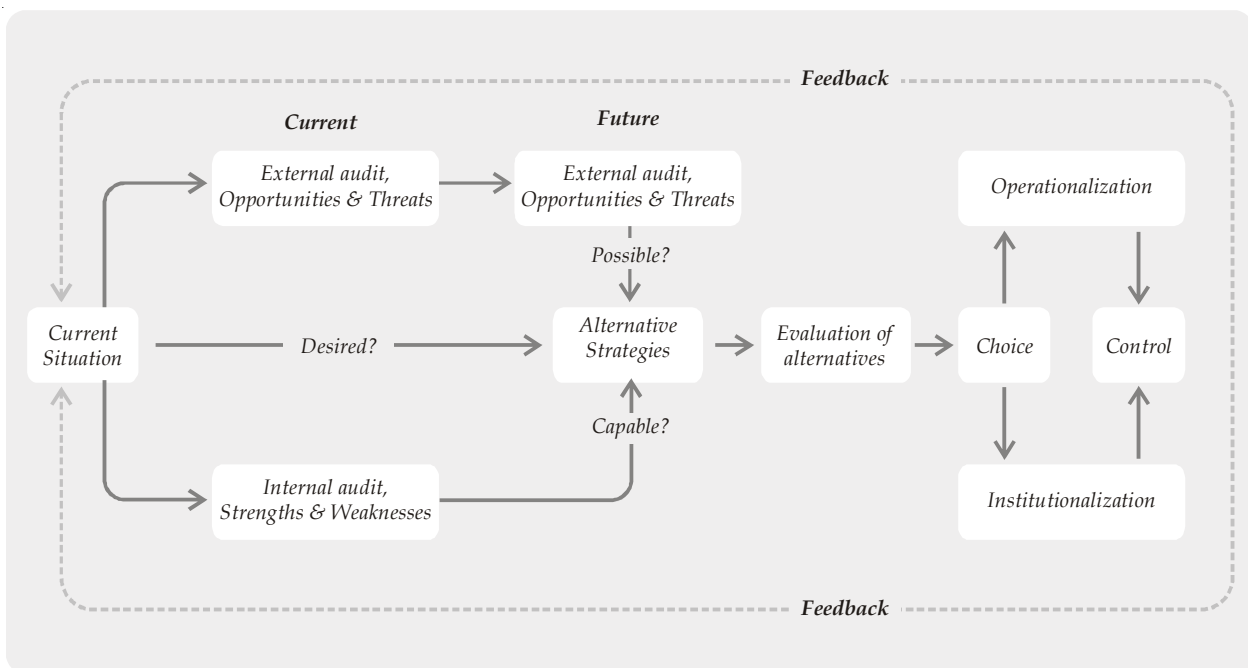 Feedback
Current
Future
External audit,
Opportunities & Threats
External audit,
Opportunities & Threats
Operationalization
Possible?
Current
Situation
Desired?
Alternative
Strategies
Evaluation of
alternatives
Choice
Control
Capable?
Internal audit,
Strengths & Weaknesses
Institutionalization
Feedback